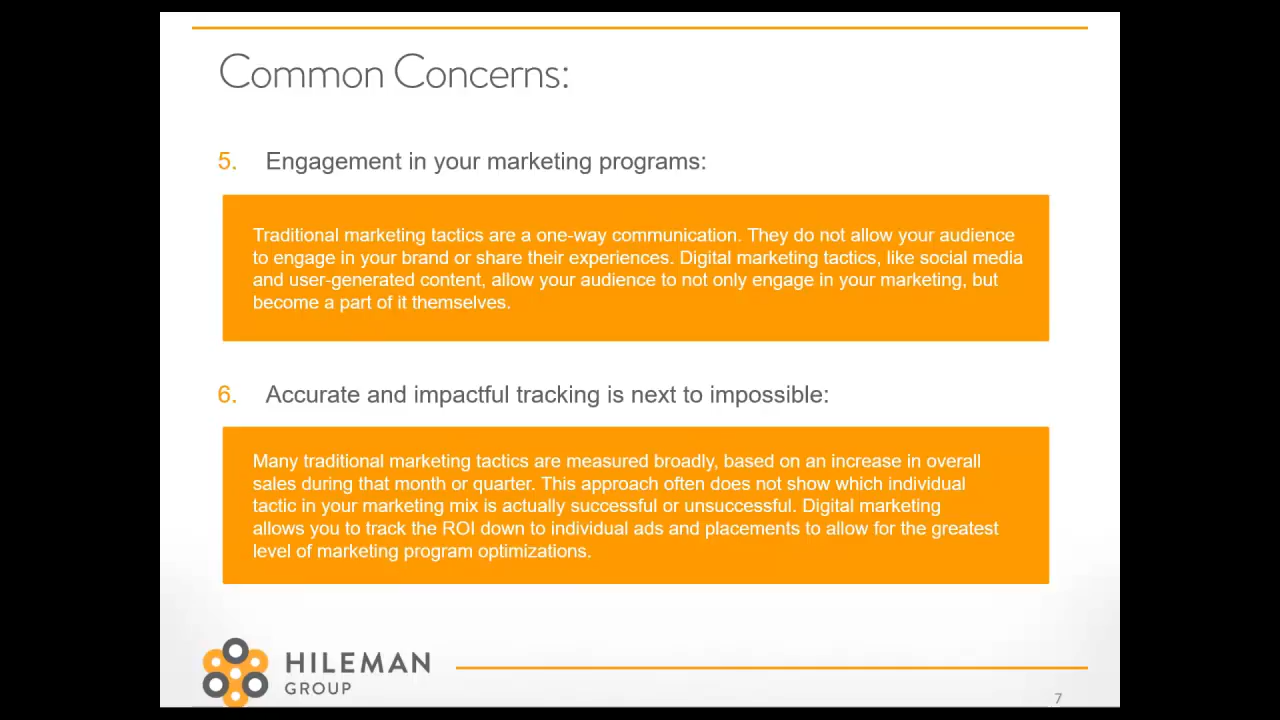 Common Concerns:
5. Engagement in your marketing programs:
Traditional marketing tactics are a one-way communication. They do not allow your audience
to engage in your brand or share their experiences. Digital marketing tactics, like social media
and user-generated content, allow your audience to not only engage in your marketing, but
become a part of it themselves.
6. Accurate and impactful tracking is next to impossible:
Many traditional marketing tactics are measured broadly, based on an increase in overall
sales during that month or quarter. This approach often does not show which individual
tactic in your marketing mix is actually successful or unsuccessful. Digital marketing
allows you to track the ROI down to individual ads and placements to allow for the greatest
level of marketing program optimizations.
HILEMAN
GROUP
7